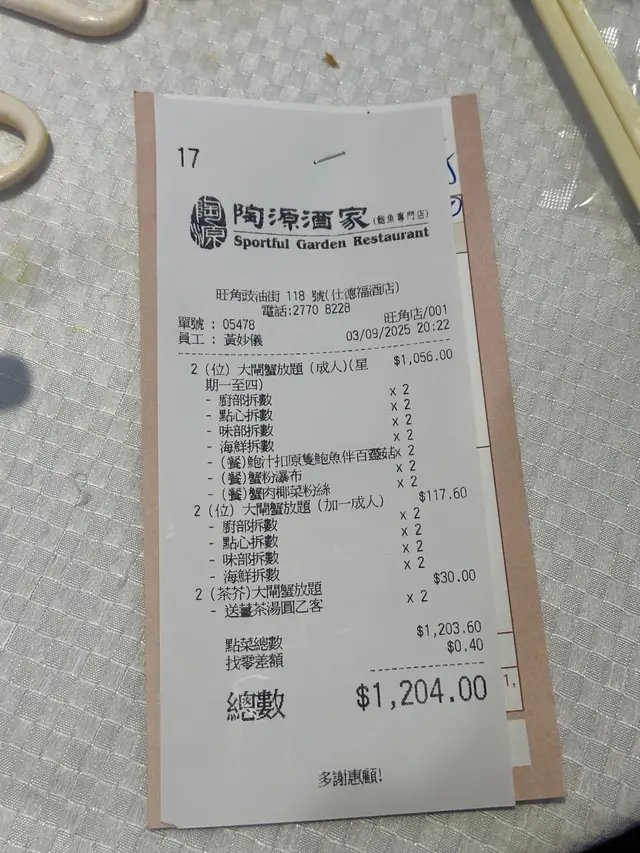 17
陶源
陶源酒家(鮑魚專門店)
Sportful Garden Restaurant
旺角豉油街 118 號(仕德福酒店)
電話:2770 8228
單號 : 05478 旺角店/001
員工 : 黃妙儀 03/09/2025 20:22
2 (位) 大閘蟹放題 (成人)(星 $1,056.00
期一至四)
- 廚部拆數 x 2
- 點心拆數 x 2
- 味部拆數 x 2
- 海鮮拆數 x 2
- (餐)鮑汁扣原隻鮑魚伴百靈菇x 2
- (餐)蟹粉瀑布 x 2
- (餐)蟹肉椰菜粉絲 x 2
2 (位) 大閘蟹放題 (加一成人) $117.60
- 廚部拆數 x 2
- 點心拆數 x 2
- 味部拆數 x 2
- 海鮮拆數 x 2
2 (茶芥)大閘蟹放題 $30.00
- 送薑茶湯圓乙客 x 2
點菜總數 $1,203.60
找零差額 $0.40
總數 $1,204.00
多謝惠顧!